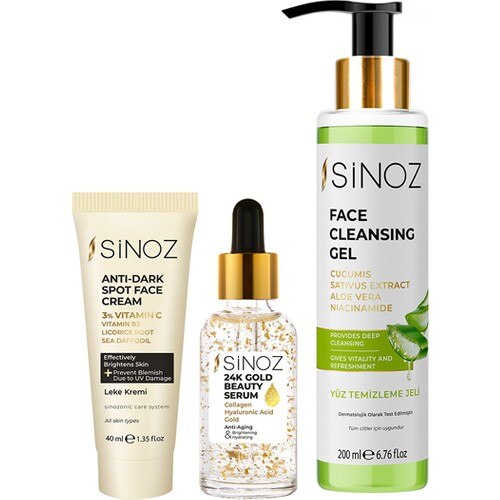 SiNOZ
ANTI-DARK
SPOT FACE
CREAM
3% VITAMIN C
VITAMIN B3
LICORICE ROOT
SEA DAFFODIL
Effectively
Brightens Skin
+ Prevent Blemish
Due to UV Damage
Leke Kremi
sinozonic care system
All skin types
40 ml ℮ 1.35 fl.oz.
SiNOZ
24K GOLD
BEAUTY
SERUM
Collagen
Hyaluronic Acid
Gold
Anti-Aging
& Brightening
Hydrating
SiNOZ
FACE
CLEANSING
GEL
CUCUMIS
SATIVUS EXTRACT
ALOE VERA
NIACINAMIDE
PROVIDES DEEP
CLEANSING
GIVES VITALITY AND
REFRESHMENT
YÜZ TEMİZLEME JELİ
Dermatolojik Olarak Test Edilmiştir
Tüm ciltler için uygundur.
200 ml ℮ 6.76 fl.oz